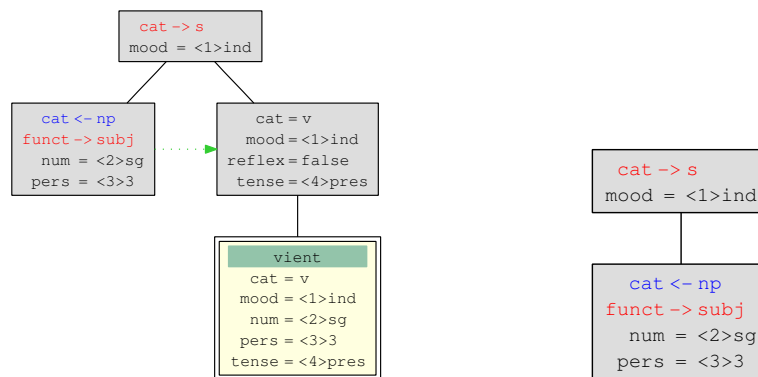 cat -> s
mood = <1>ind
cat <- np
funct -> subj
num = <2>sg
pers = <3>3
cat = v
mood = <1>ind
reflex = false
tense = <4>pres
vient
cat = v
mood = <1>ind
num = <2>sg
pers = <3>3
tense = <4>pres
cat -> s
mood = <1>ind
cat <- np
funct -> subj
num = <2>sg
pers = <3>3